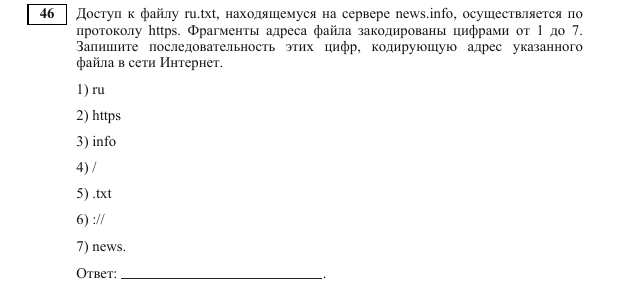 46
Доступ к файлу ru.txt, находящемуся на сервере news.info, осуществляется по
протоколу https. Фрагменты адреса файла закодированы цифрами от 1 до 7.
Запишите последовательность этих цифр, кодирующую адрес указанного
файла в сети Интернет.
1) ru
2) https
3) info
4) /
5) .txt
6) ://
7) news.
Ответ: ______________________________.